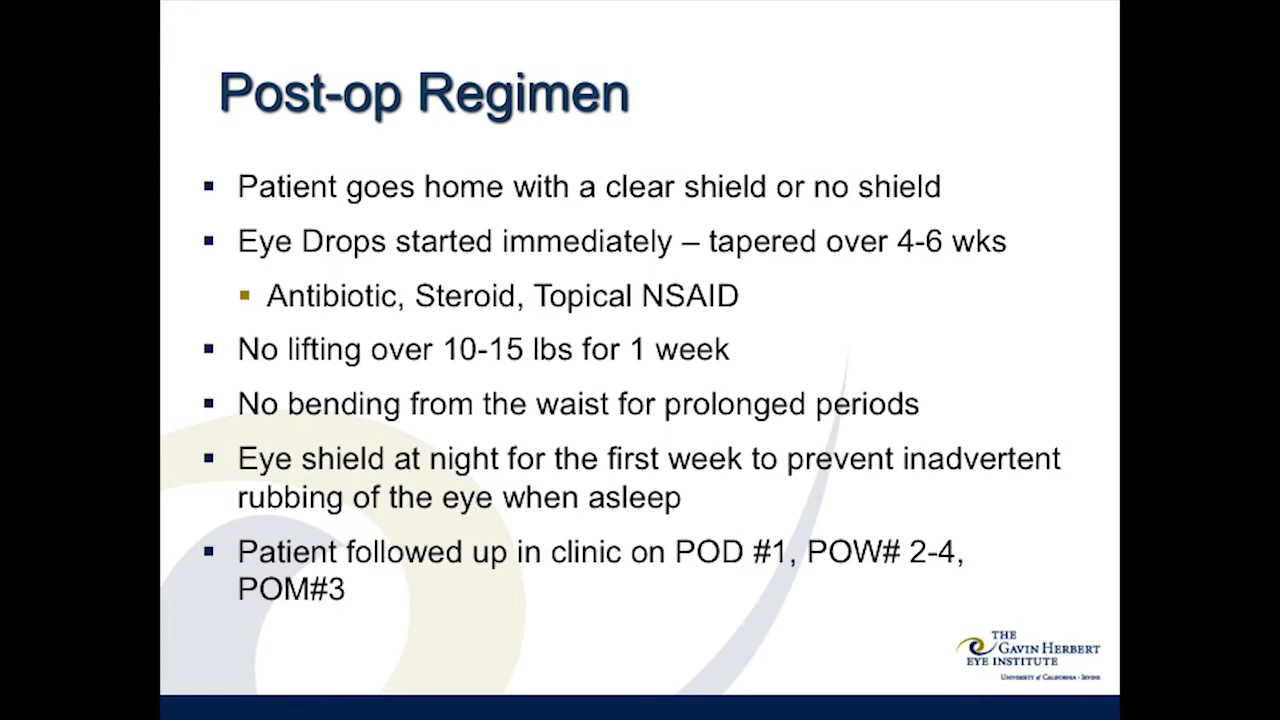 Post-op Regimen
Patient goes home with a clear shield or no shield
Eye Drops started immediately – tapered over 4-6 wks
Antibiotic, Steroid, Topical NSAID
No lifting over 10-15 lbs for 1 week
No bending from the waist for prolonged periods
Eye shield at night for the first week to prevent inadvertent
rubbing of the eye when asleep
Patient followed up in clinic on POD #1, POW# 2-4,
POM#3
THE
GAVIN HERBERT
EYE INSTITUTE
UNIVERSITY of CALIFORNIA • IRVINE